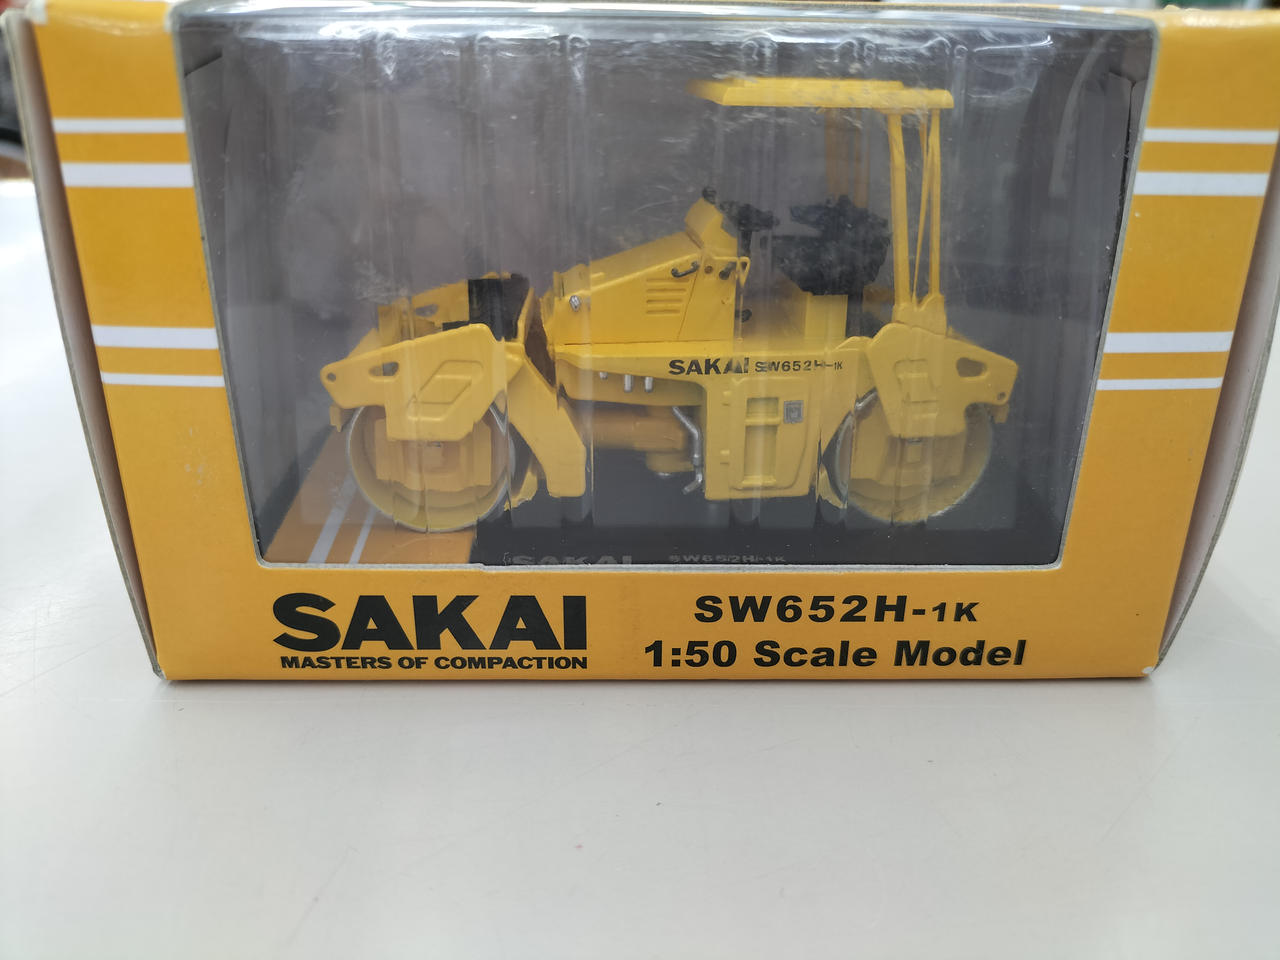 SAKAI SW652H-1K
SAKAI SW652H-1K
SAKAI
MASTERS OF COMPACTION
SW652H-1K
1:50 Scale Model